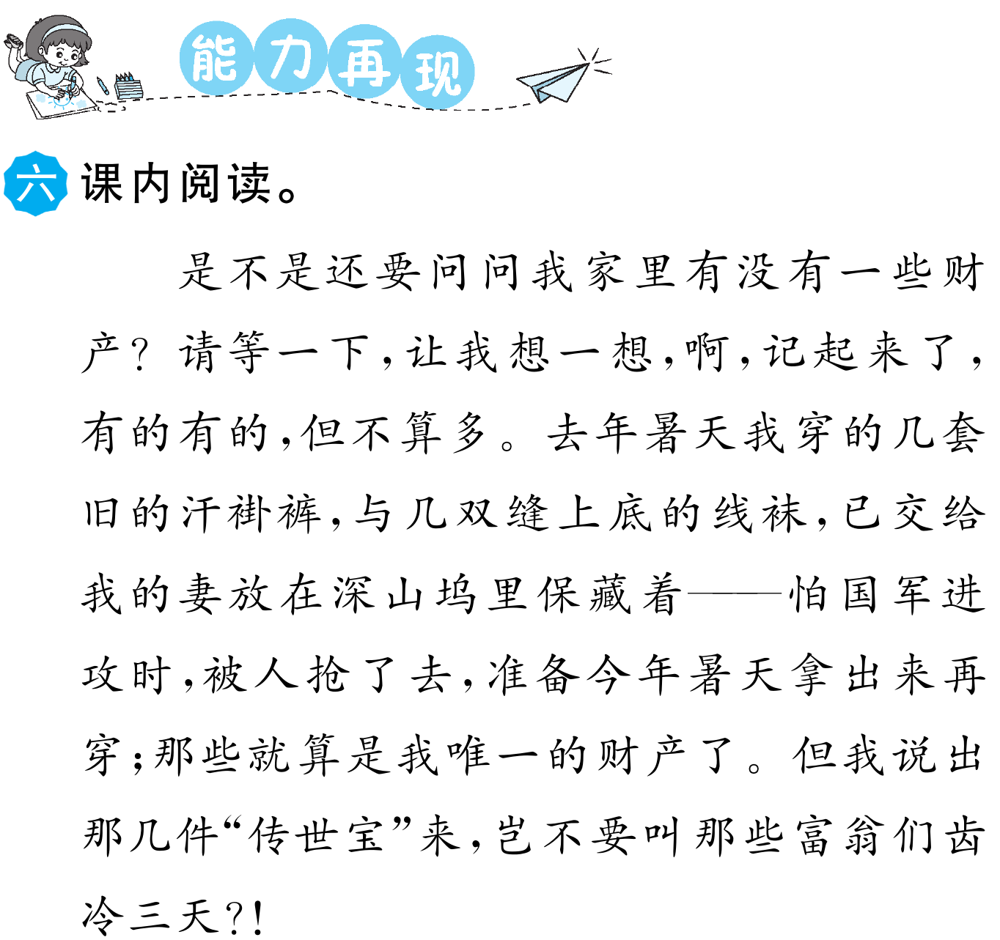 能力再现
六 课内阅读。
是不是还要问问我家里有没有一些财
产？请等一下，让我想一想，啊，记起来了，
有的有的，但不算多。去年暑天我穿的几套
旧的汗褂裤，与几双缝上底的线袜，已交给
我的妻放在深山坞里保藏着——怕国军进
攻时，被人抢了去，准备今年暑天拿出来再
穿；那些就算是我唯一的财产了。但我说出
那几件“传世宝”来，岂不要叫那些富翁们齿
冷三天？！